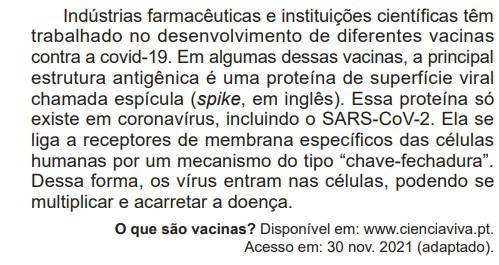 Indústrias farmacêuticas e instituições científicas têm
trabalhado no desenvolvimento de diferentes vacinas
contra a covid-19. Em algumas dessas vacinas, a principal
estrutura antigênica é uma proteína de superfície viral
chamada espícula (spike, em inglês). Essa proteína só
existe em coronavírus, incluindo o SARS-CoV-2. Ela se
liga a receptores de membrana específicos das células
humanas por um mecanismo do tipo “chave-fechadura”.
Dessa forma, os vírus entram nas células, podendo se
multiplicar e acarretar a doença.
O que são vacinas? Disponível em: www.cienciaviva.pt.
Acesso em: 30 nov. 2021 (adaptado).